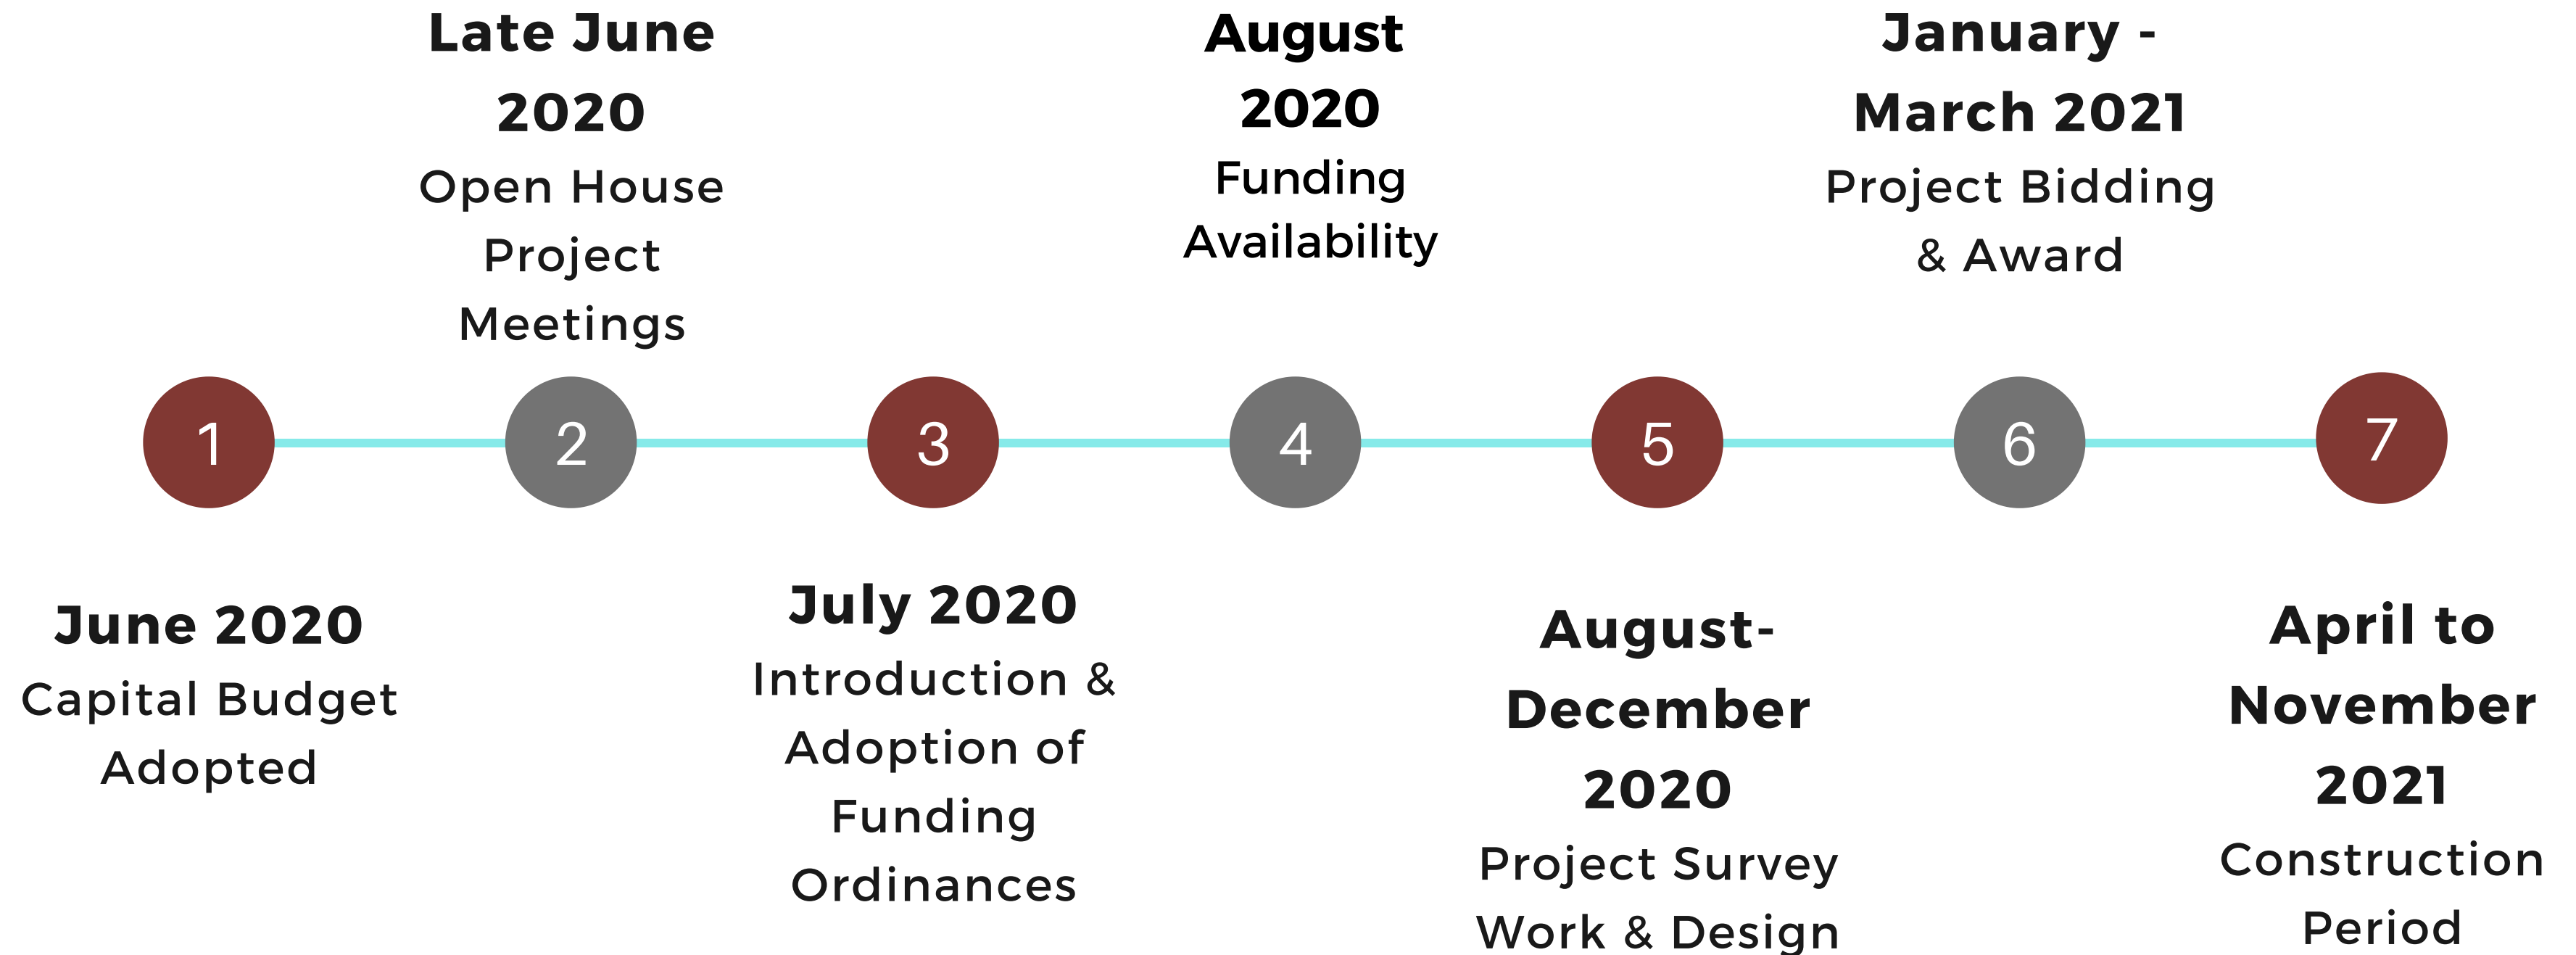 Late June
2020
Open House
Project
Meetings
August
2020
Funding
Availability
January -
March 2021
Project Bidding
& Award
1
2
3
4
5
6
7
June 2020
Capital Budget
Adopted
July 2020
Introduction &
Adoption of
Funding
Ordinances
August-
December
2020
Project Survey
Work & Design
April to
November
2021
Construction
Period